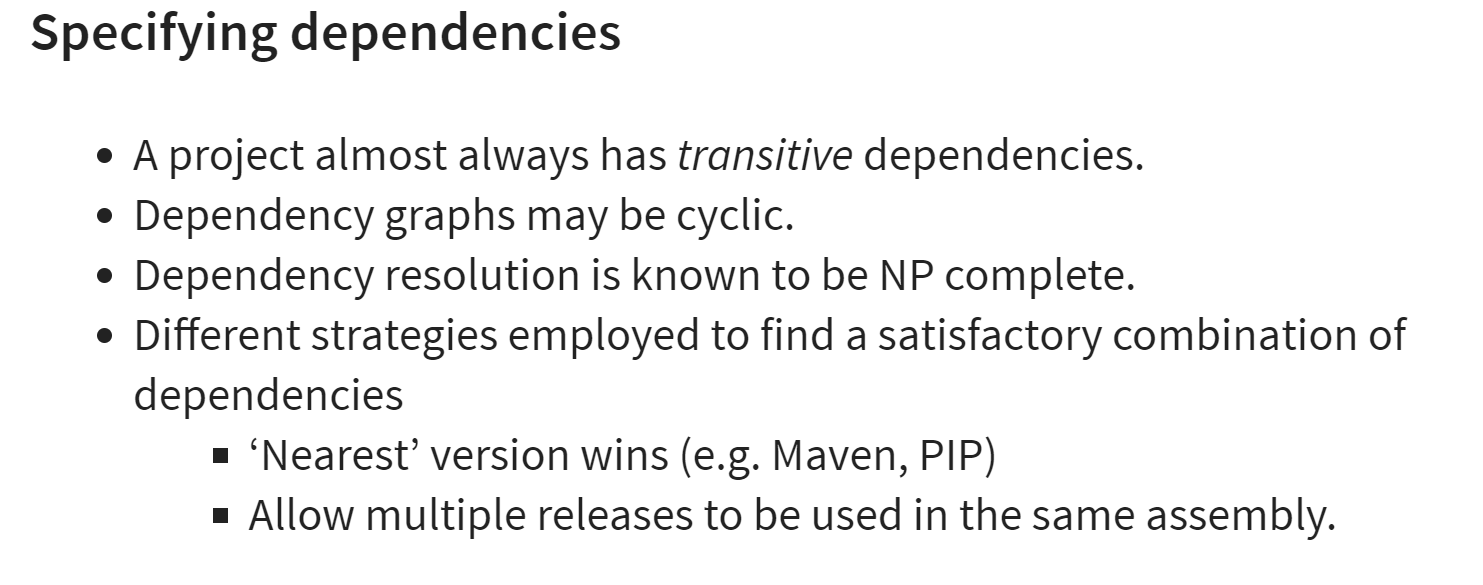 Specifying dependencies
• A project almost always has transitive dependencies.
• Dependency graphs may be cyclic.
• Dependency resolution is known to be NP complete.
• Different strategies employed to find a satisfactory combination of
dependencies
▪ ‘Nearest’ version wins (e.g. Maven, PIP)
▪ Allow multiple releases to be used in the same assembly.